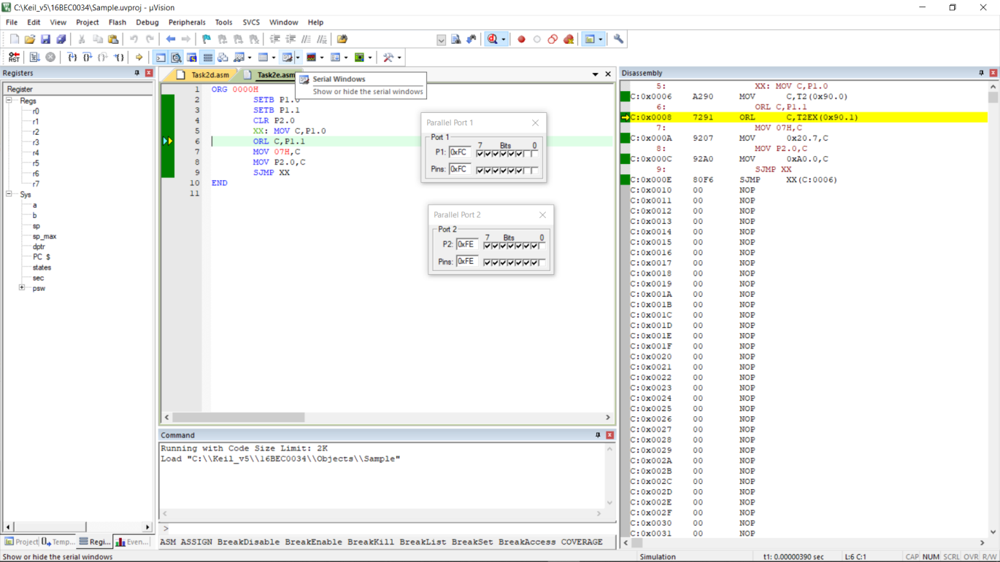 C:\Keil_v5\16BEC0034\Sample.uvproj - µVision
File Edit View Project Flash Debug Peripherals Tools SVCS Window Help
RST
Registers
Register
Regs
r0
r1
r2
r3
r4
r5
r6
r7
Sys
a
b
sp
sp_max
dptr
PC $
states
sec
psw
Project Temp... Regi... Even...
Task2d.asm Task2e.asm
Serial Windows
Show or hide the serial windows
1 ORG 0000H
2 SETB P1.0
3 SETB P1.1
4 CLR P2.0
5 XX: MOV C,P1.0
6 ORL C,P1.1
7 MOV 07H,C
8 MOV P2.0,C
9 SJMP XX
10 END
11
Parallel Port 1
Port 1
7 Bits 0
P1: 0xFC
Pins: 0xFC
Parallel Port 2
Port 2
7 Bits 0
P2: 0xFE
Pins: 0xFE
Command
Running with Code Size Limit: 2K
Load "C:\\Keil_v5\\16BEC0034\\Objects\\Sample"
>
ASM ASSIGN BreakDisable BreakEnable BreakKill BreakList BreakSet BreakAccess COVERAGE
Disassembly
5: XX: MOV C,P1.0
C:0x0006 A290 MOV C,T2(0x90.0)
6: ORL C,P1.1
C:0x0008 7291 ORL C,T2EX(0x90.1)
7: MOV 07H,C
C:0x000A 9207 MOV 0x20.7,C
8: MOV P2.0,C
C:0x000C 92A0 MOV 0xA0.0,C
9: SJMP XX
C:0x000E 80F6 SJMP XX(C:0006)
C:0x0010 00 NOP
C:0x0011 00 NOP
C:0x0012 00 NOP
C:0x0013 00 NOP
C:0x0014 00 NOP
C:0x0015 00 NOP
C:0x0016 00 NOP
C:0x0017 00 NOP
C:0x0018 00 NOP
C:0x0019 00 NOP
C:0x001A 00 NOP
C:0x001B 00 NOP
C:0x001C 00 NOP
C:0x001D 00 NOP
C:0x001E 00 NOP
C:0x001F 00 NOP
C:0x0020 00 NOP
C:0x0021 00 NOP
C:0x0022 00 NOP
C:0x0023 00 NOP
C:0x0024 00 NOP
C:0x0025 00 NOP
C:0x0026 00 NOP
C:0x0027 00 NOP
C:0x0028 00 NOP
C:0x0029 00 NOP
C:0x002A 00 NOP
C:0x002B 00 NOP
C:0x002C 00 NOP
C:0x002D 00 NOP
C:0x002E 00 NOP
C:0x002F 00 NOP
C:0x0030 00 NOP
C:0x0031 00 NOP
Show or hide the serial windows Simulation t1: 0.00000390 sec L:6 C:1 CAP NUM SCRL OVR R/W